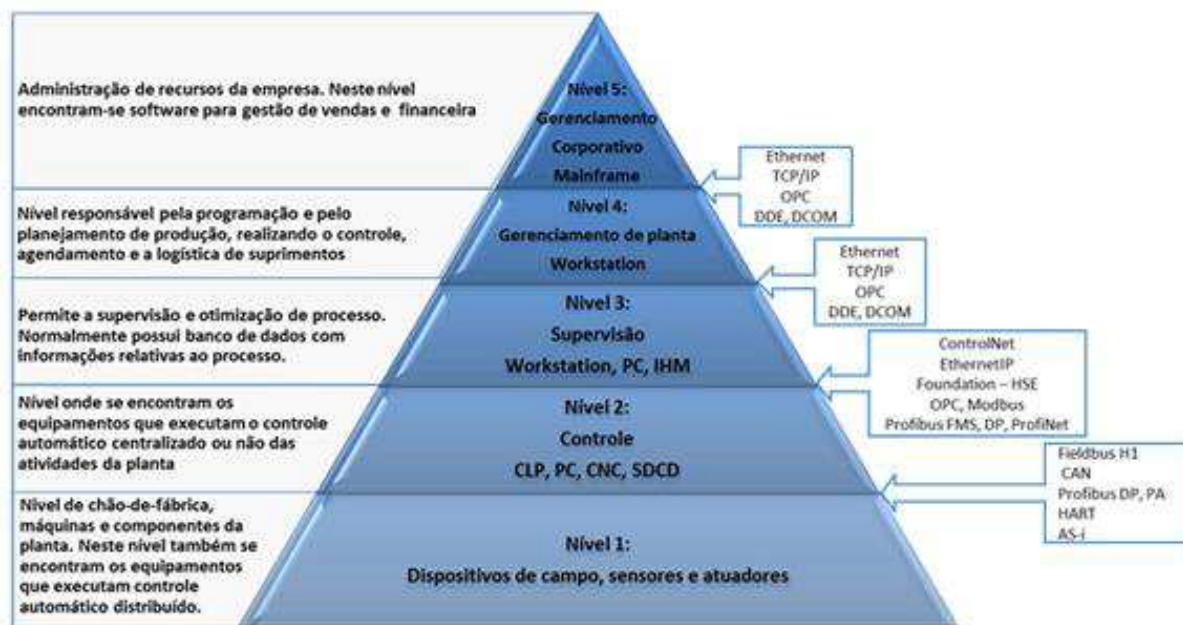 Administração de recursos da empresa. Neste nível
encontram-se software para gestão de vendas e financeira
Nível 5:
Gerenciamento
Corporativo
Mainframe
Ethernet
TCP/IP
OPC
DDE, DCOM
Nível responsável pela programação e pelo
planejamento de produção, realizando o controle,
agendamento e a logística de suprimentos
Nível 4:
Gerenciamento de planta
Workstation
Ethernet
TCP/IP
OPC
DDE, DCOM
Permite a supervisão e otimização de processo.
Normalmente possui banco de dados com
informações relativas ao processo.
Nível 3:
Supervisão
Workstation, PC, IHM
ControlNet
EthernetIP
Foundation – HSE
OPC, Modbus
Profibus FMS, DP, ProfiNet
Nível onde se encontram os
equipamentos que executam o controle
automático centralizado ou não das
atividades da planta
Nível 2:
Controle
CLP, PC, CNC, SDCD
Fieldbus H1
CAN
Profibus DP, PA
HART
AS-i
Nível de chão-de-fábrica,
máquinas e componentes da
planta. Neste nível também se
encontram os equipamentos
que executam controle
automático distribuído.
Nível 1:
Dispositivos de campo, sensores e atuadores